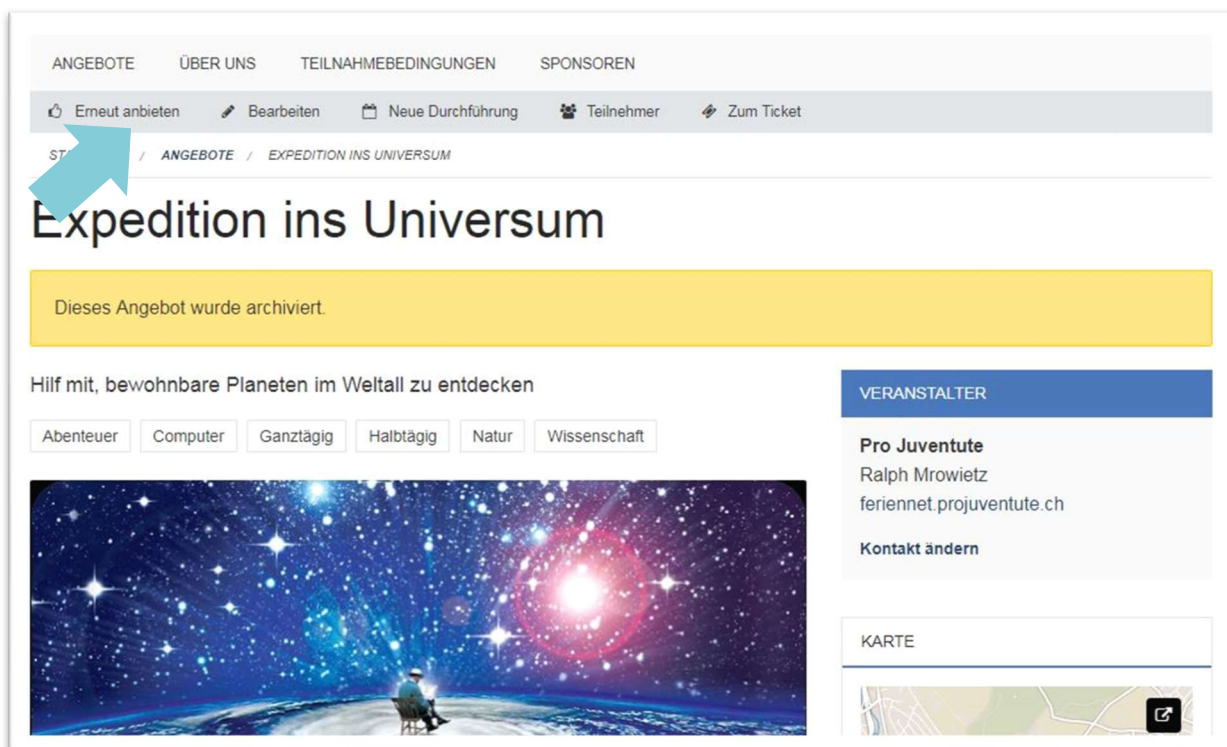 ANGEBOTE ÜBER UNS TEILNAHMEBEDINGUNGEN SPONSOREN
Erneut anbieten Bearbeiten Neue Durchführung Teilnehmer Zum Ticket
/ ANGEBOTE / EXPEDITION INS UNIVERSUM
Expedition ins Universum
Dieses Angebot wurde archiviert.
Hilf mit, bewohnbare Planeten im Weltall zu entdecken
Abenteuer Computer Ganztägig Halbtägig Natur Wissenschaft
VERANSTALTER
Pro Juventute
Ralph Mrowietz
feriennet.projuventute.ch
Kontakt ändern
KARTE